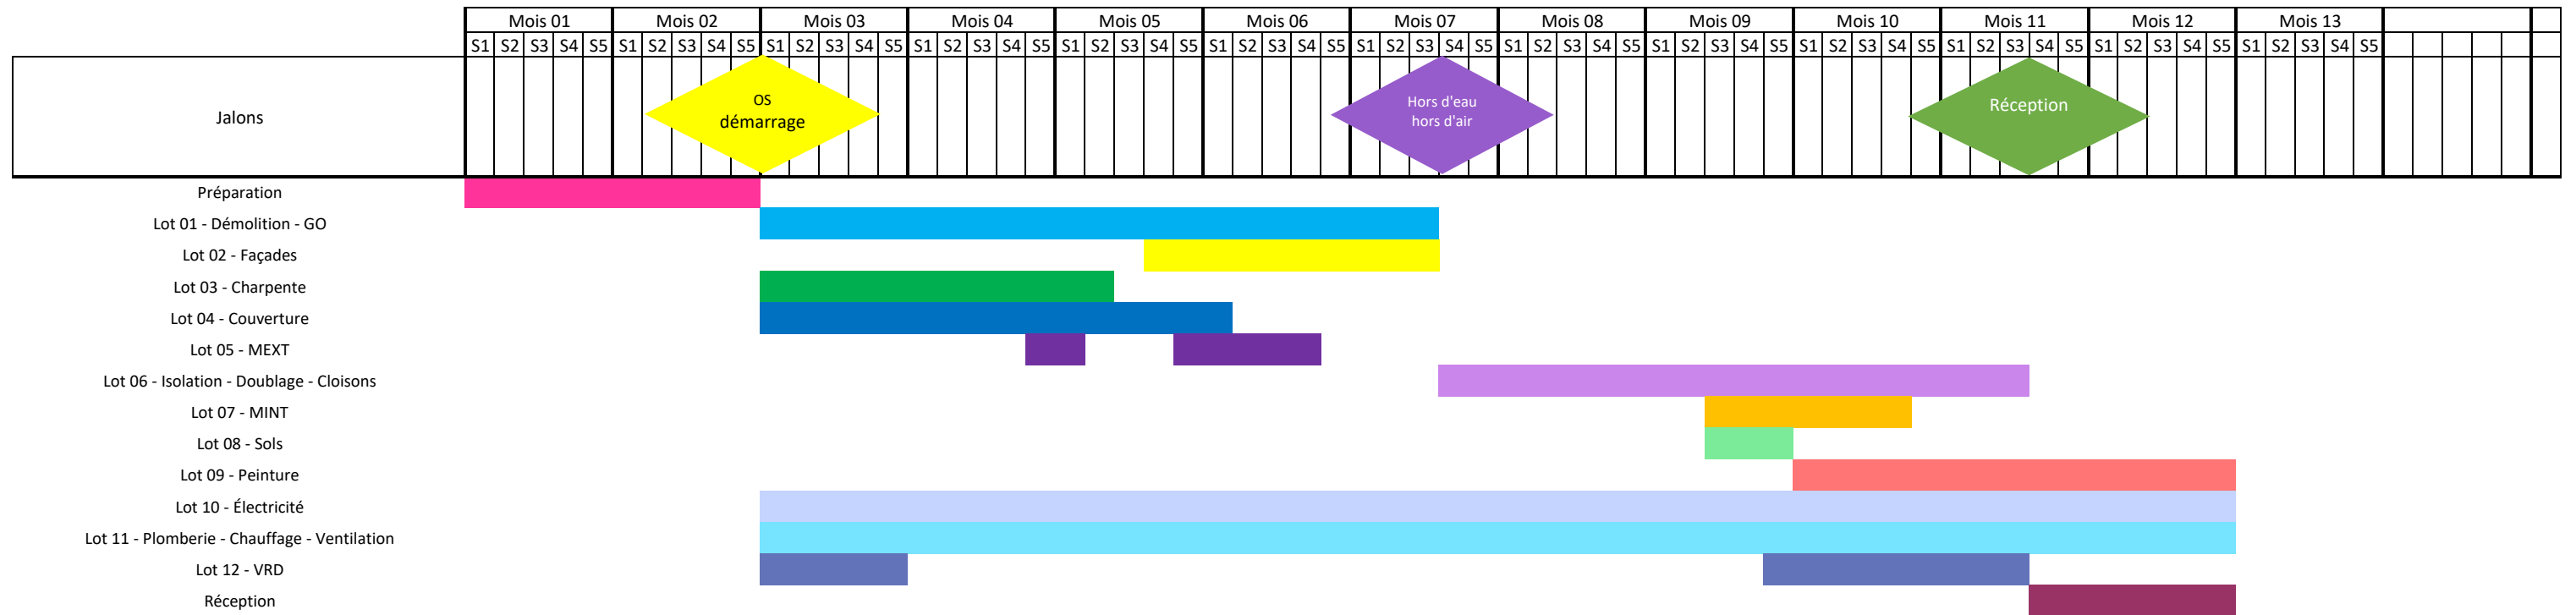 Mois 01 Mois 02 Mois 03 Mois 04 Mois 05 Mois 06 Mois 07 Mois 08 Mois 09 Mois 10 Mois 11 Mois 12 Mois 13
S1 S2 S3 S4 S5 S1 S2 S3 S4 S5 S1 S2 S3 S4 S5 S1 S2 S3 S4 S5 S1 S2 S3 S4 S5 S1 S2 S3 S4 S5 S1 S2 S3 S4 S5 S1 S2 S3 S4 S5 S1 S2 S3 S4 S5 S1 S2 S3 S4 S5 S1 S2 S3 S4 S5 S1 S2 S3 S4 S5 S1 S2 S3 S4 S5
Jalons
OS
démarrage
Hors d'eau
hors d'air
Réception
Préparation
Lot 01 - Démolition - GO
Lot 02 - Façades
Lot 03 - Charpente
Lot 04 - Couverture
Lot 05 - MEXT
Lot 06 - Isolation - Doublage - Cloisons
Lot 07 - MINT
Lot 08 - Sols
Lot 09 - Peinture
Lot 10 - Électricité
Lot 11 - Plomberie - Chauffage - Ventilation
Lot 12 - VRD
Réception